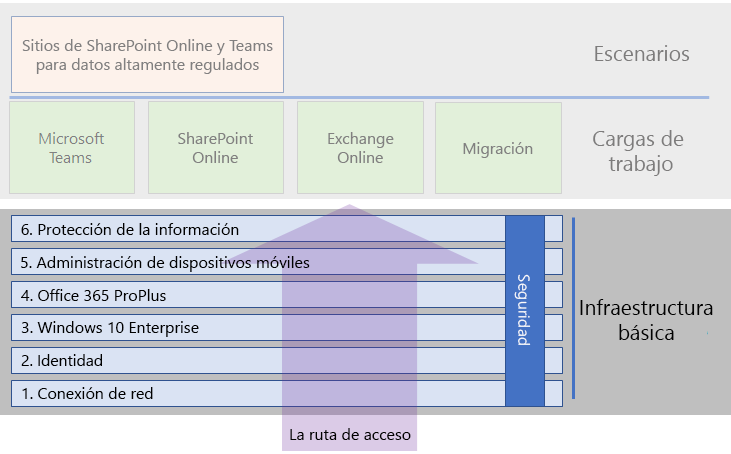 Sitios de SharePoint Online y Teams
para datos altamente regulados
Escenarios
Microsoft
Teams
SharePoint
Online
Exchange
Online
Migración
Cargas de
trabajo
6. Protección de la información
5. Administración de dispositivos móviles
4. Office 365 ProPlus
3. Windows 10 Enterprise
2. Identidad
1. Conexión de red
Seguridad
Infraestructura
básica
La ruta de acceso